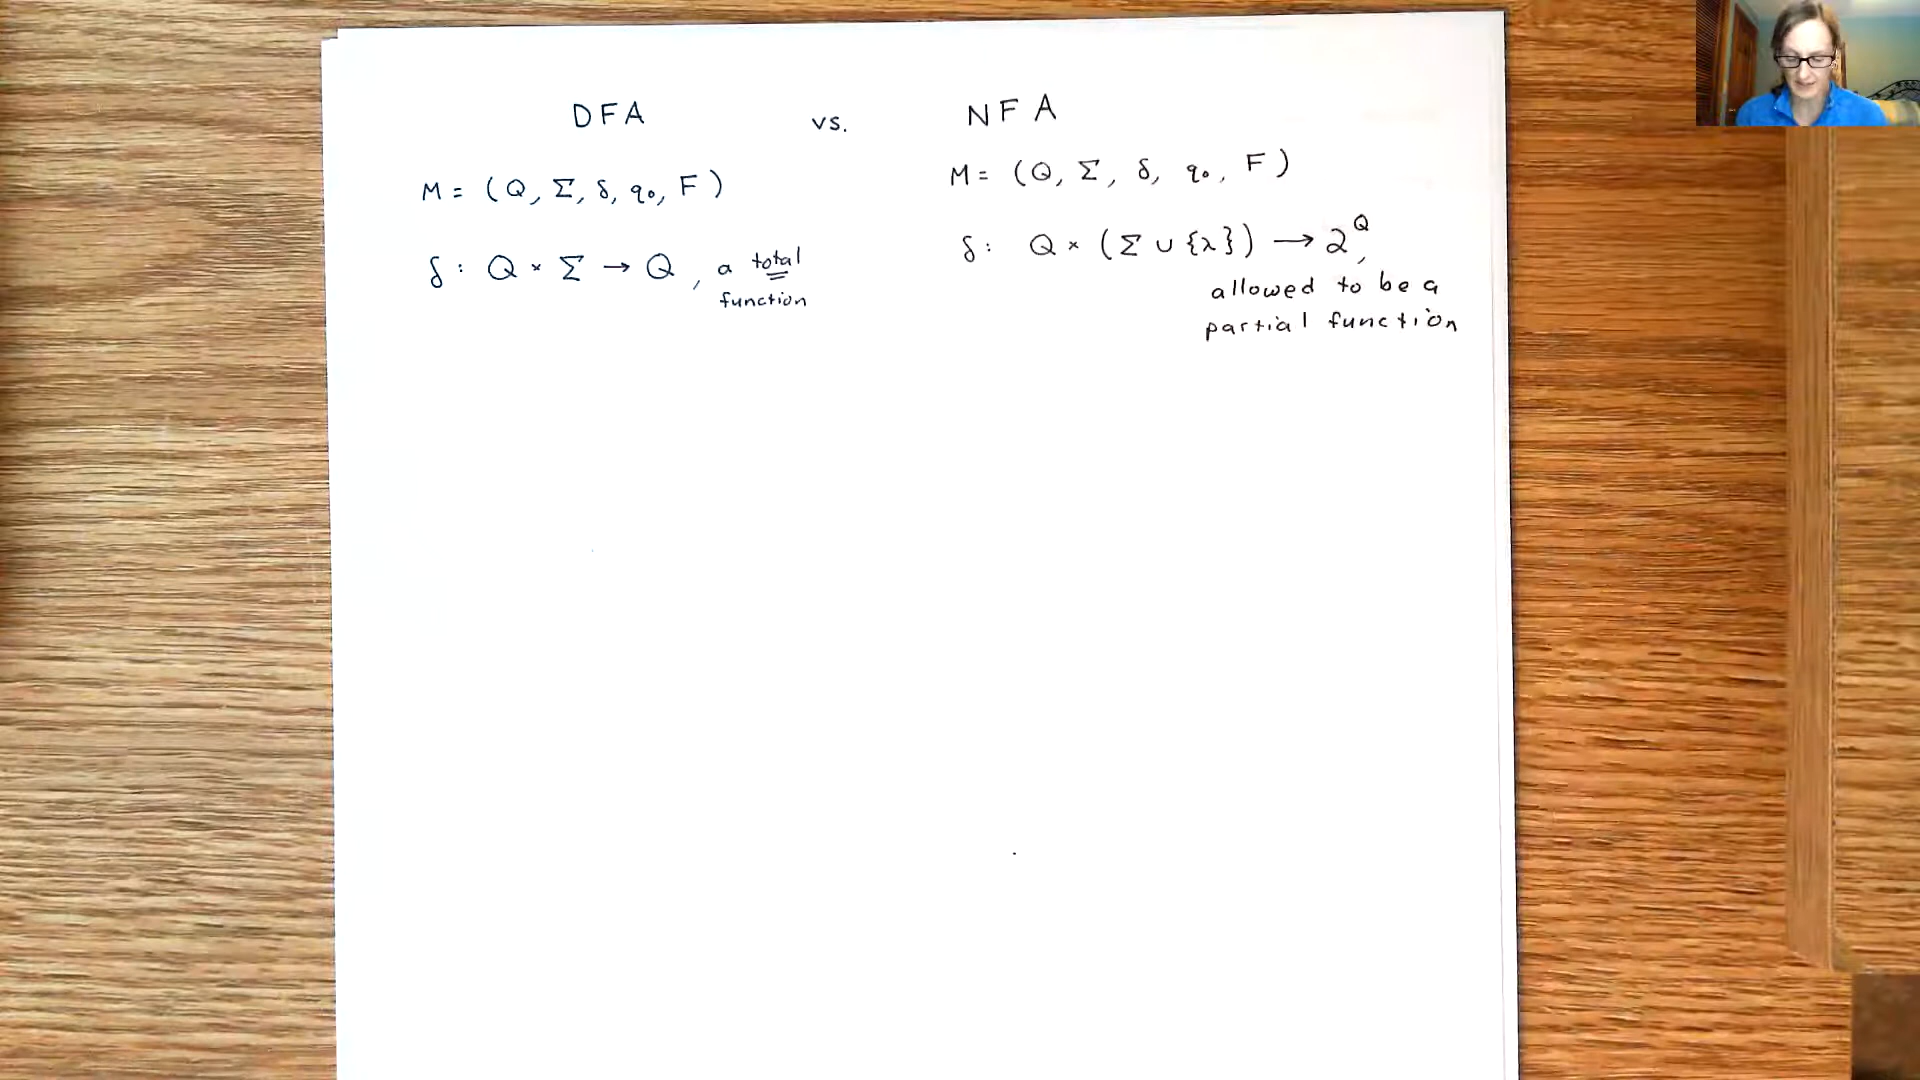 DFA vs. NFA
M = (Q, Σ, δ, q₀, F)
δ : Q × Σ → Q, a total
function
M = (Q, Σ, δ, q₀, F)
δ : Q × (Σ ∪ {λ}) → 2^Q,
allowed to be a
partial function